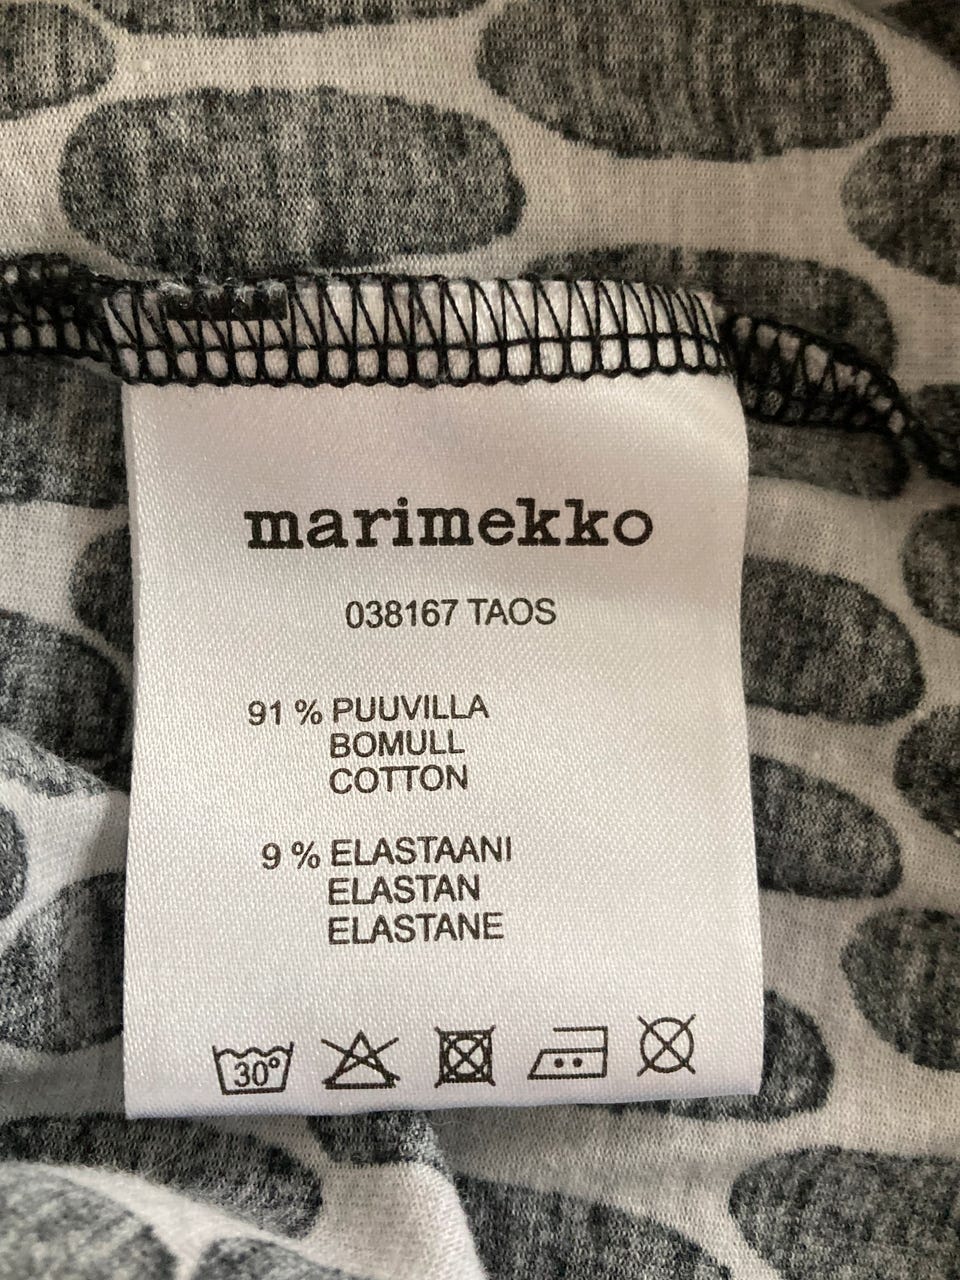 marimekko
038167 TAOS
91 % PUUVILLA
BOMULL
COTTON
9 % ELASTAANI
ELASTAN
ELASTANE
30°